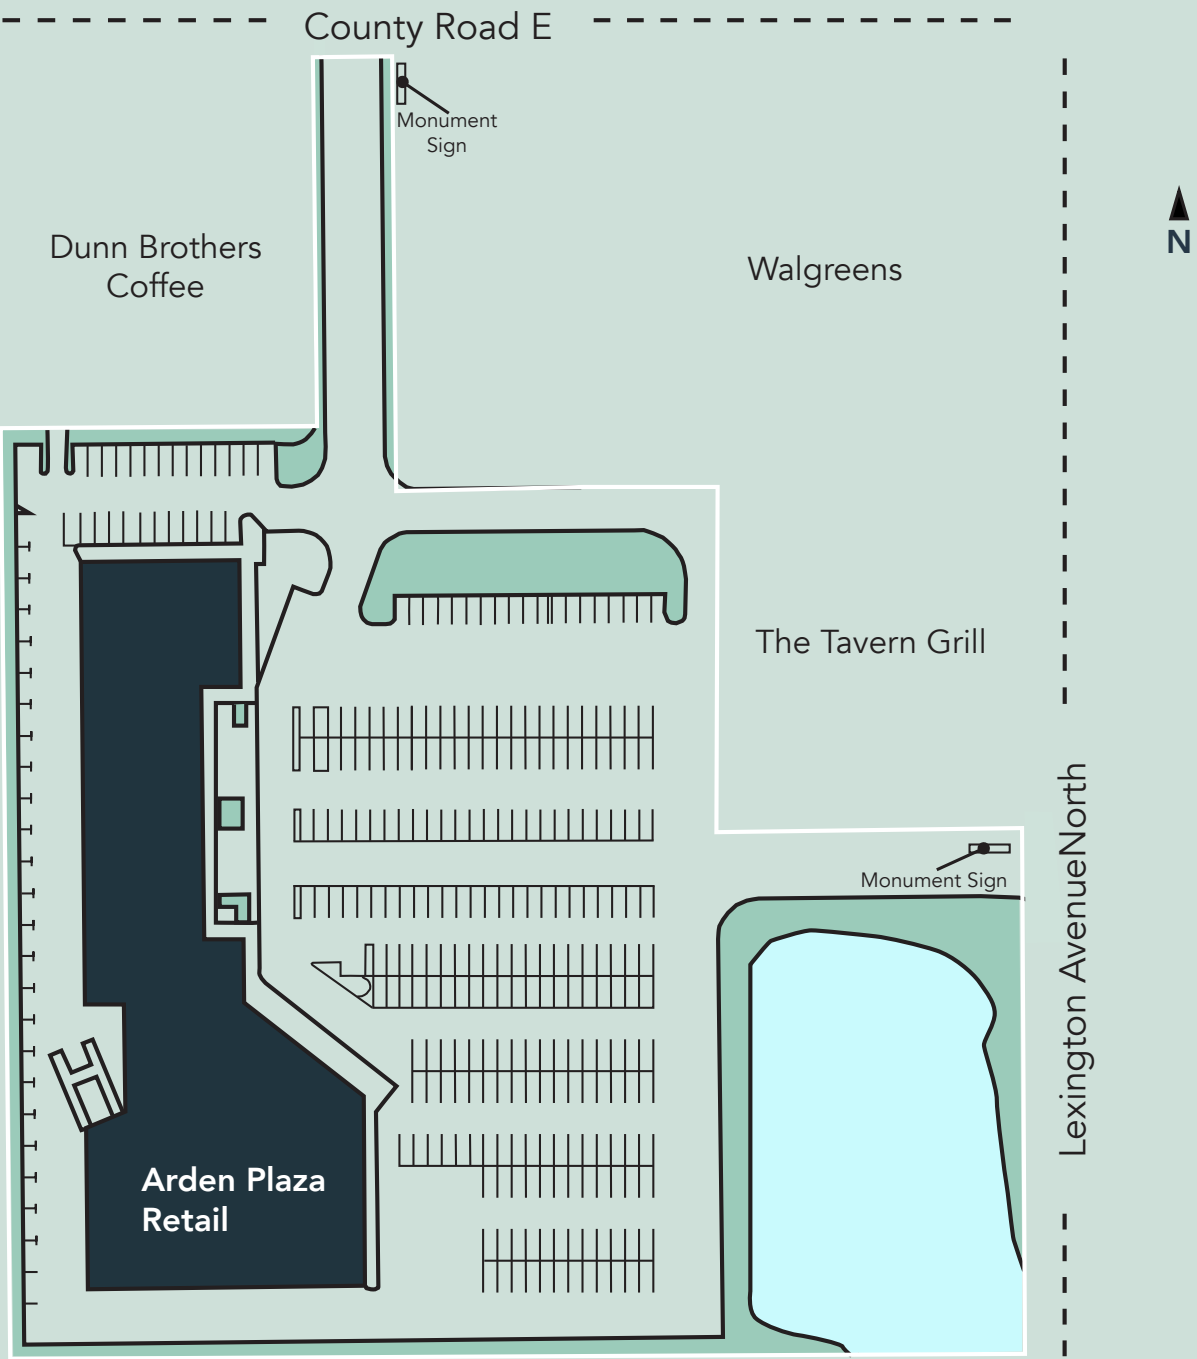 County Road E
Monument
Sign
Dunn Brothers
Coffee
Walgreens
N
The Tavern Grill
Lexington AvenueNorth
Monument Sign
Arden Plaza
Retail